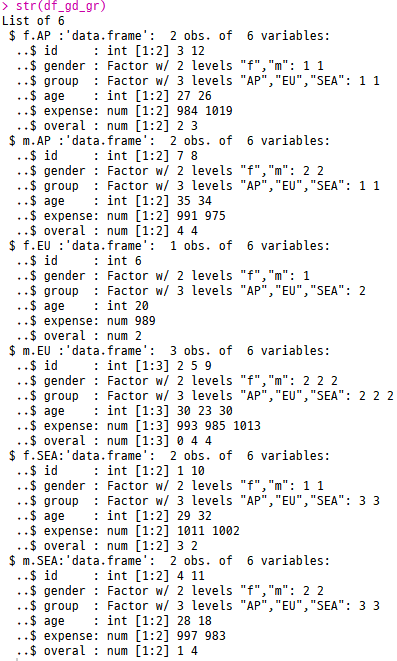 > str(df_gd_gr)
List of 6
 $ f.AP :'data.frame':	2 obs. of  6 variables:
  ..$ id     : int [1:2] 3 12
  ..$ gender : Factor w/ 2 levels "f","m": 1 1
  ..$ group  : Factor w/ 3 levels "AP","EU","SEA": 1 1
  ..$ age    : int [1:2] 27 26
  ..$ expense: num [1:2] 984 1019
  ..$ overal : num [1:2] 2 3
 $ m.AP :'data.frame':	2 obs. of  6 variables:
  ..$ id     : int [1:2] 7 8
  ..$ gender : Factor w/ 2 levels "f","m": 2 2
  ..$ group  : Factor w/ 3 levels "AP","EU","SEA": 1 1
  ..$ age    : int [1:2] 35 34
  ..$ expense: num [1:2] 991 975
  ..$ overal : num [1:2] 4 4
 $ f.EU :'data.frame':	1 obs. of  6 variables:
  ..$ id     : int 6
  ..$ gender : Factor w/ 2 levels "f","m": 1
  ..$ group  : Factor w/ 3 levels "AP","EU","SEA": 2
  ..$ age    : int 20
  ..$ expense: num 989
  ..$ overal : num 2
 $ m.EU :'data.frame':	3 obs. of  6 variables:
  ..$ id     : int [1:3] 2 5 9
  ..$ gender : Factor w/ 2 levels "f","m": 2 2 2
  ..$ group  : Factor w/ 3 levels "AP","EU","SEA": 2 2 2
  ..$ age    : int [1:3] 30 23 30
  ..$ expense: num [1:3] 993 985 1013
  ..$ overal : num [1:3] 0 4 4
 $ f.SEA:'data.frame':	2 obs. of  6 variables:
  ..$ id     : int [1:2] 1 10
  ..$ gender : Factor w/ 2 levels "f","m": 1 1
  ..$ group  : Factor w/ 3 levels "AP","EU","SEA": 3 3
  ..$ age    : int [1:2] 29 32
  ..$ expense: num [1:2] 1011 1002
  ..$ overal : num [1:2] 3 2
 $ m.SEA:'data.frame':	2 obs. of  6 variables:
  ..$ id     : int [1:2] 4 11
  ..$ gender : Factor w/ 2 levels "f","m": 2 2
  ..$ group  : Factor w/ 3 levels "AP","EU","SEA": 3 3
  ..$ age    : int [1:2] 28 18
  ..$ expense: num [1:2] 997 983
  ..$ overal : num [1:2] 1 4